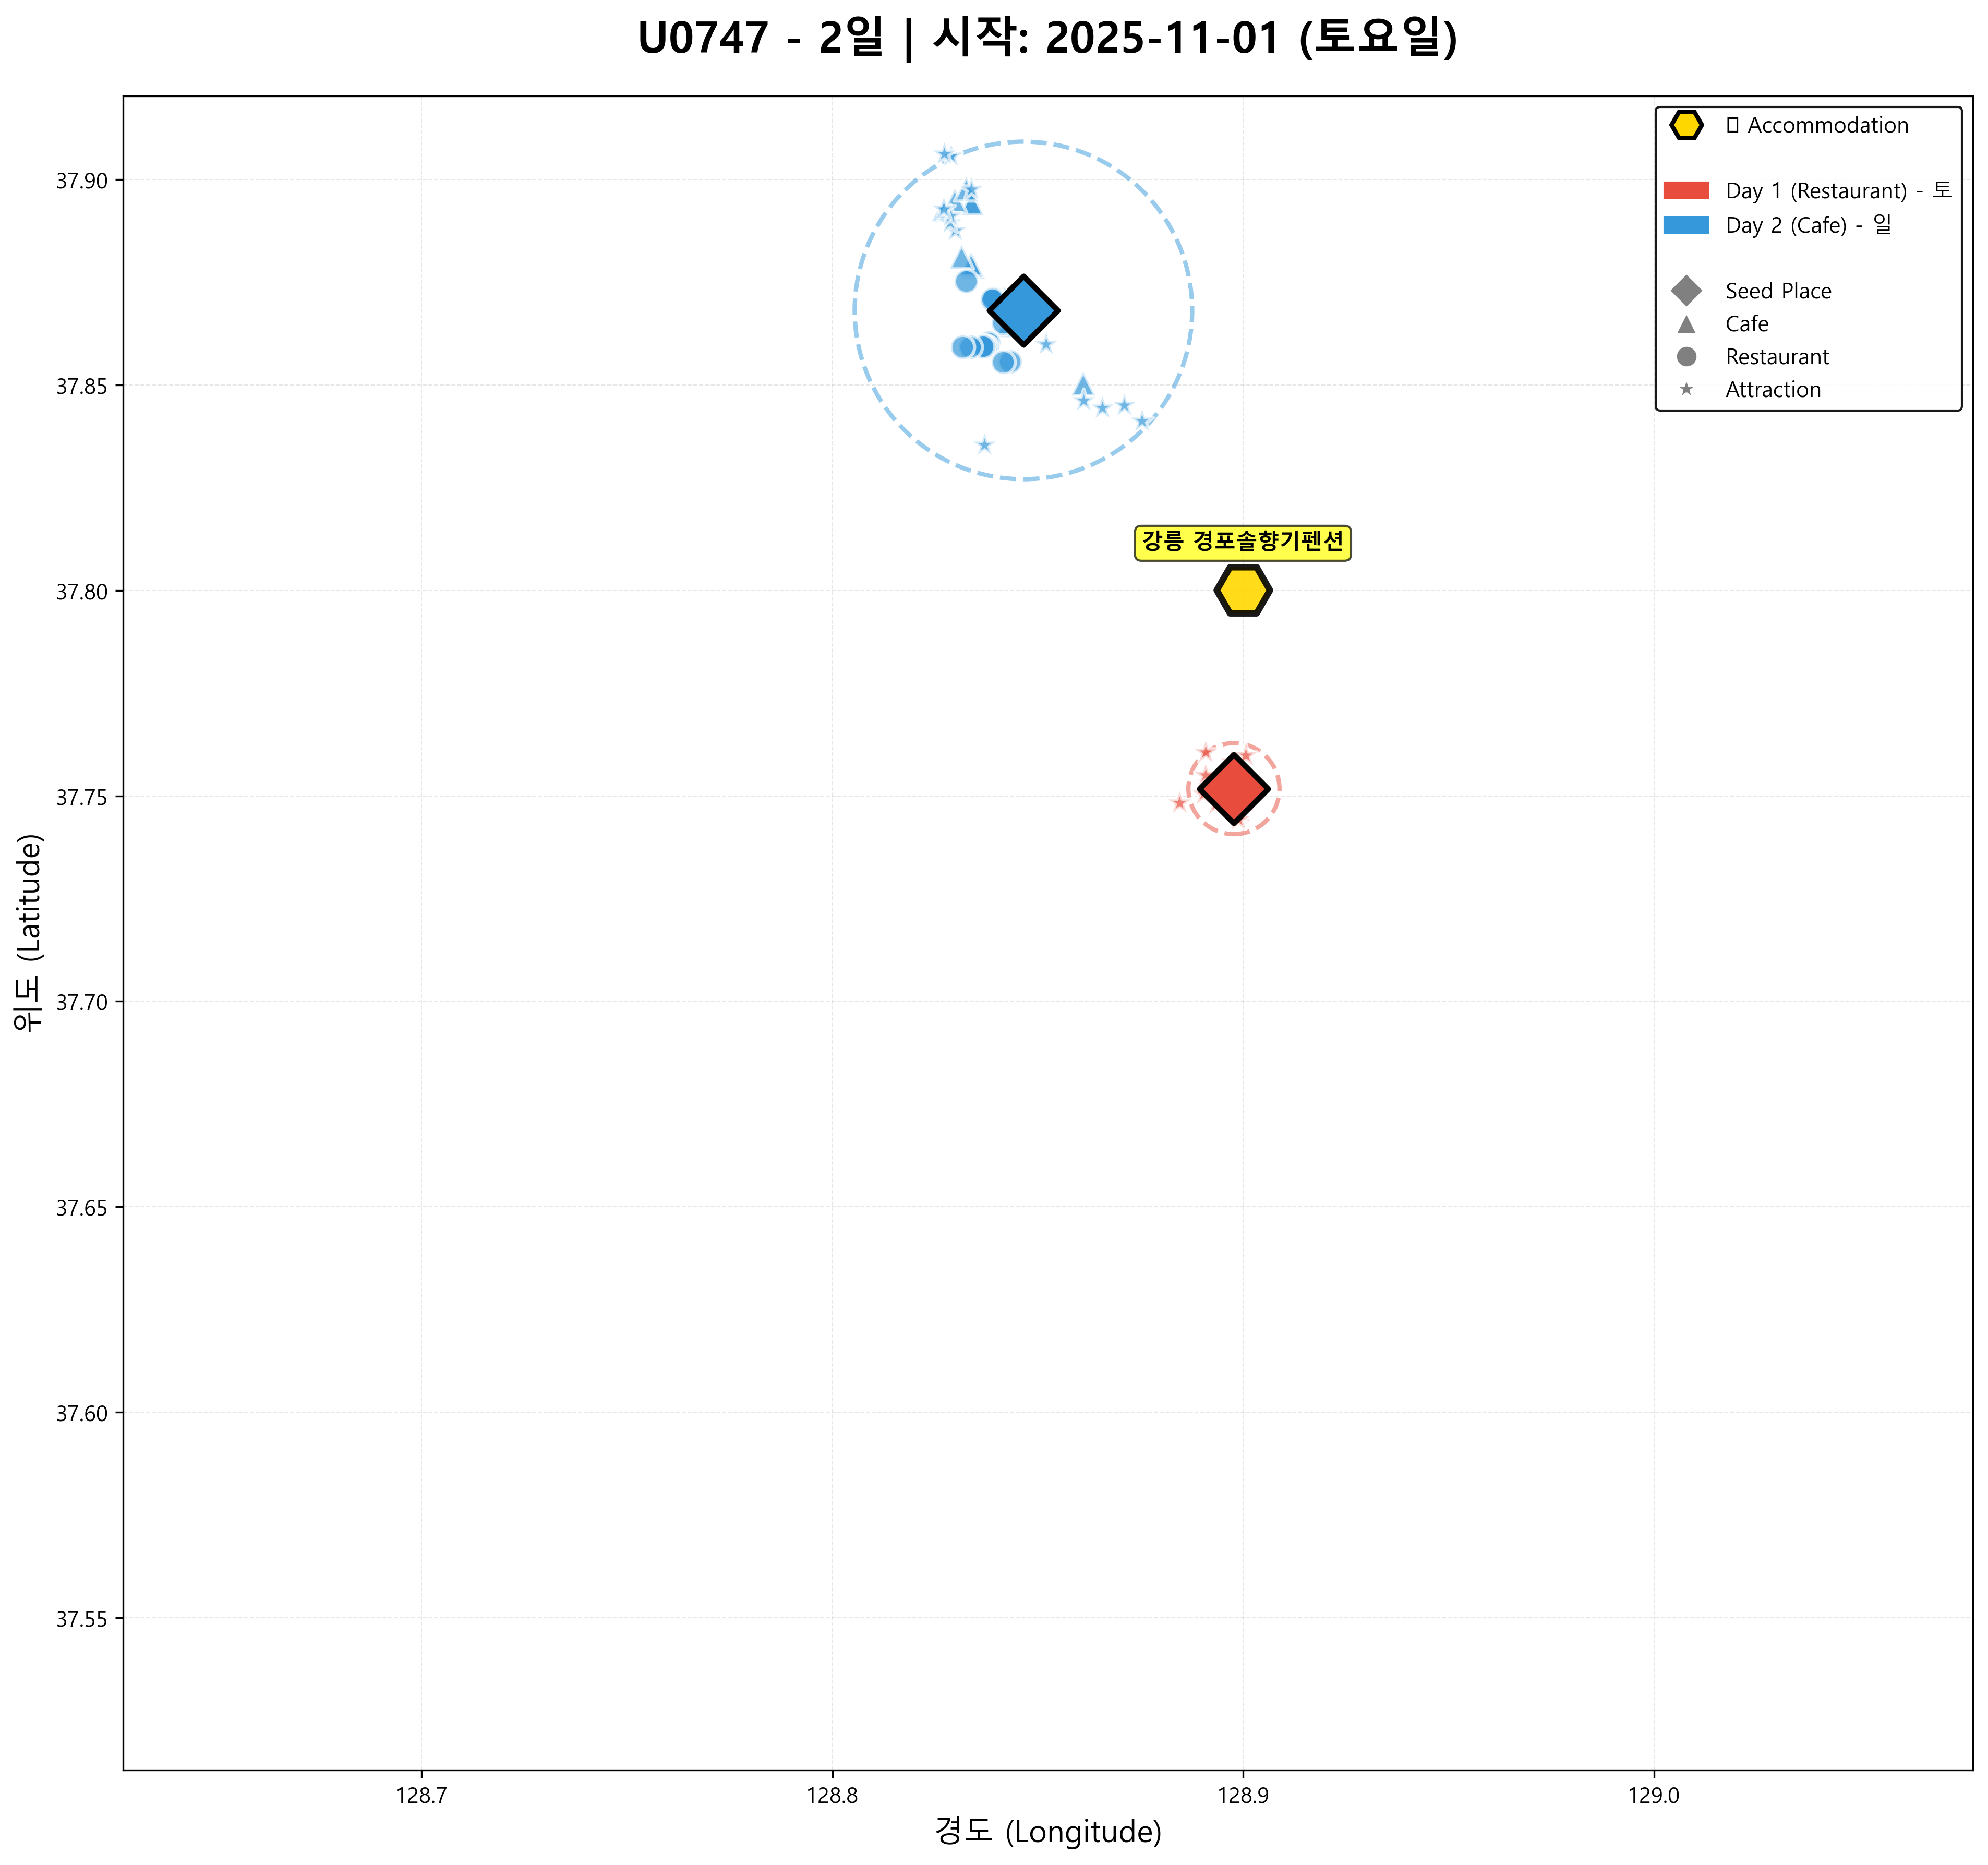 U0747 - 2일 | 시작: 2025-11-01 (토요일)
Accommodation
Day 1 (Restaurant) - 토
Day 2 (Cafe) - 일
Seed Place
Cafe
Restaurant
Attraction
강릉 경포솔향기펜션
37.90
37.85
37.80
37.75
37.70
37.65
37.60
37.55
위도 (Latitude)
128.7
128.8
128.9
129.0
경도 (Longitude)